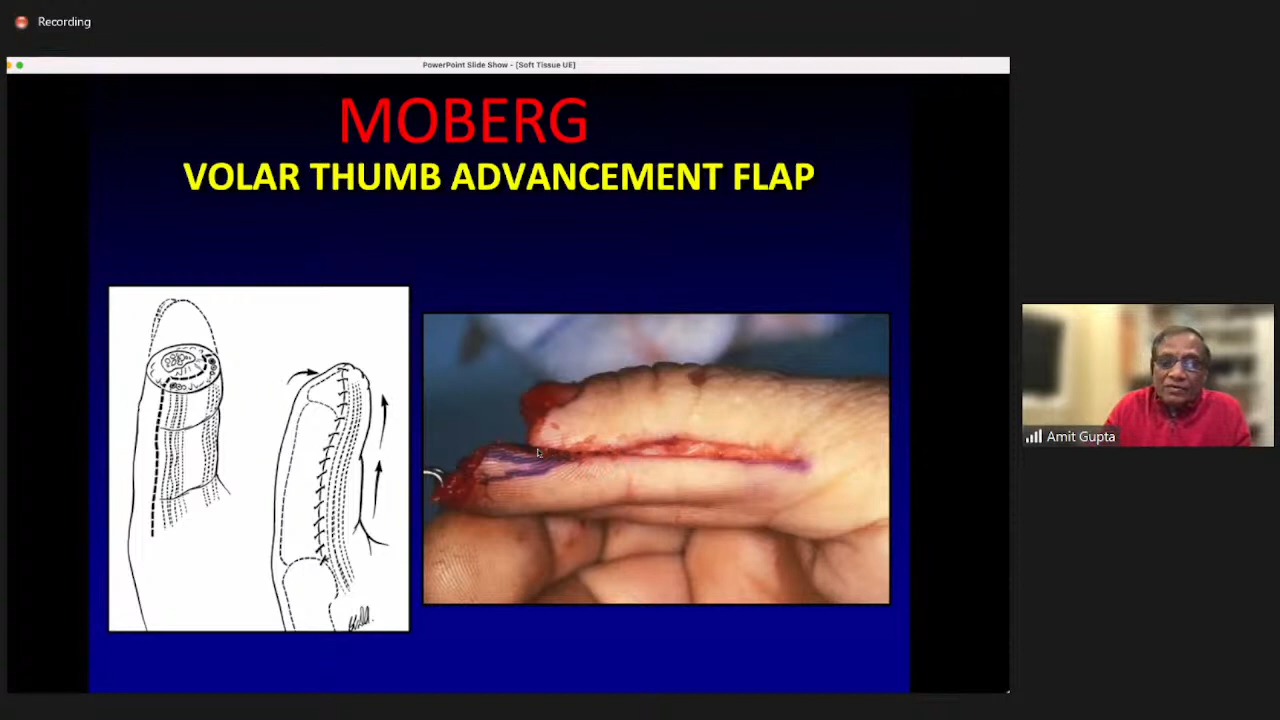 Recording
PowerPoint Slide Show - [Soft Tissue UE]
MOBERG
VOLAR THUMB ADVANCEMENT FLAP
Amit Gupta